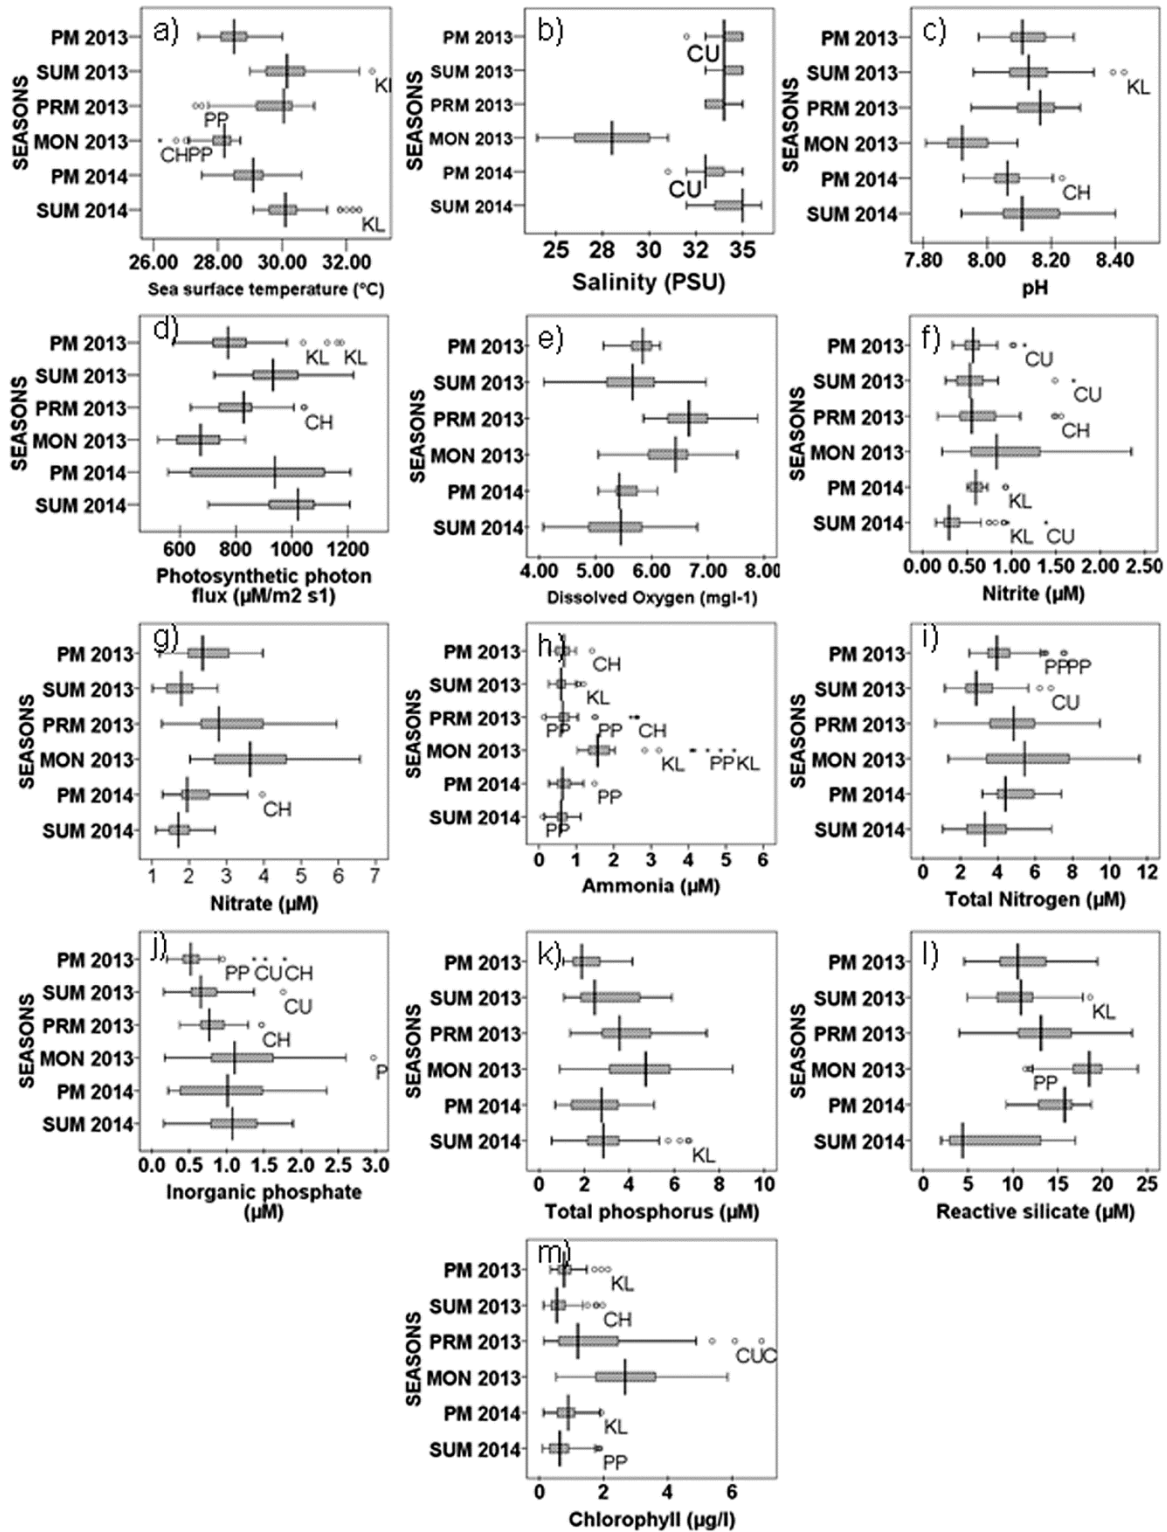 a)
SEASONS
PM 2013
SUM 2013
PRM 2013
MON 2013
PM 2014
SUM 2014
PP
CHPP
KL
26.00 28.00 30.00 32.00
Sea surface temperature (°C)
b)
SEASONS
PM 2013
SUM 2013
PRM 2013
MON 2013
PM 2014
SUM 2014
CU
CU
25 28 30 33 35
Salinity (PSU)
c)
SEASONS
PM 2013
SUM 2013
PRM 2013
MON 2013
PM 2014
SUM 2014
KL
CH
7.80 8.00 8.20 8.40
pH
d)
SEASONS
PM 2013
SUM 2013
PRM 2013
MON 2013
PM 2014
SUM 2014
KL KL
CH
600 800 1000 1200
Photosynthetic photon
flux (µM/m2 s1)
e)
SEASONS
PM 2013
SUM 2013
PRM 2013
MON 2013
PM 2014
SUM 2014
4.00 5.00 6.00 7.00 8.00
Dissolved Oxygen (mgl-1)
f)
SEASONS
PM 2013
SUM 2013
PRM 2013
MON 2013
PM 2014
SUM 2014
CU
CU
CH
KL
KL CU
0.00 0.50 1.00 1.50 2.00 2.50
Nitrite (µM)
g)
SEASONS
PM 2013
SUM 2013
PRM 2013
MON 2013
PM 2014
SUM 2014
CH
1 2 3 4 5 6 7
Nitrate (µM)
h)
SEASONS
PM 2013
SUM 2013
PRM 2013
MON 2013
PM 2014
SUM 2014
CH
KL
PP PP CH
KL PPKL
PP
PP
0 1 2 3 4 5 6
Ammonia (µM)
i)
SEASONS
PM 2013
SUM 2013
PRM 2013
MON 2013
PM 2014
SUM 2014
PPPP
CU
0 2 4 6 8 10 12
Total Nitrogen (µM)
j)
SEASONS
PM 2013
SUM 2013
PRM 2013
MON 2013
PM 2014
SUM 2014
PP CU CH
CU
CH
P
0.0 0.5 1.0 1.5 2.0 2.5 3.0
Inorganic phosphate
(µM)
k)
SEASONS
PM 2013
SUM 2013
PRM 2013
MON 2013
PM 2014
SUM 2014
KL
0 2 4 6 8 10
Total phosphorus (µM)
l)
SEASONS
PM 2013
SUM 2013
PRM 2013
MON 2013
PM 2014
SUM 2014
KL
PP
0 5 10 15 20 25
Reactive silicate (µM)
m)
SEASONS
PM 2013
SUM 2013
PRM 2013
MON 2013
PM 2014
SUM 2014
KL
CH
CUC
KL
PP
0 2 4 6
Chlorophyll (µg/l)